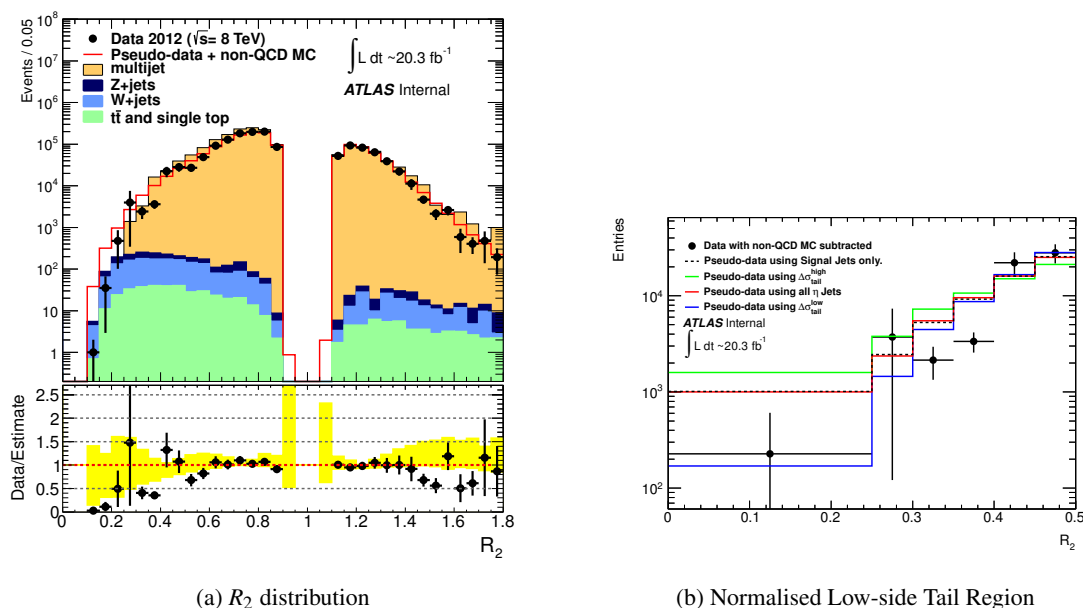 Events / 0.05
10^8
10^7
10^6
10^5
10^4
10^3
10^2
10
1
Data 2012 (√s= 8 TeV)
Pseudo-data + non-QCD MC
multijet
Z+jets
W+jets
tt̄ and single top
∫L dt ~20.3 fb^-1
ATLAS Internal
Data/Estimate
2.5
2
1.5
1
0.5
0
0 0.2 0.4 0.6 0.8 1 1.2 1.4 1.6 1.8
R_2
(a) R_2 distribution
Entries
10^4
10^3
10^2
Data with non-QCD MC subtracted
Pseudo-data using Signal Jets only.
Pseudo-data using Δσ_tail^high
Pseudo-data using all η Jets
Pseudo-data using Δσ_tail^low
ATLAS Internal
∫L dt ~20.3 fb^-1
0 0.1 0.2 0.3 0.4 0.5
R_2
(b) Normalised Low-side Tail Region